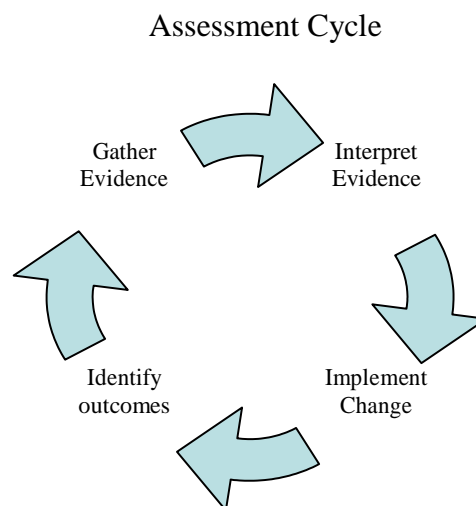 Assessment Cycle
Gather
Evidence
Interpret
Evidence
Identify
outcomes
Implement
Change